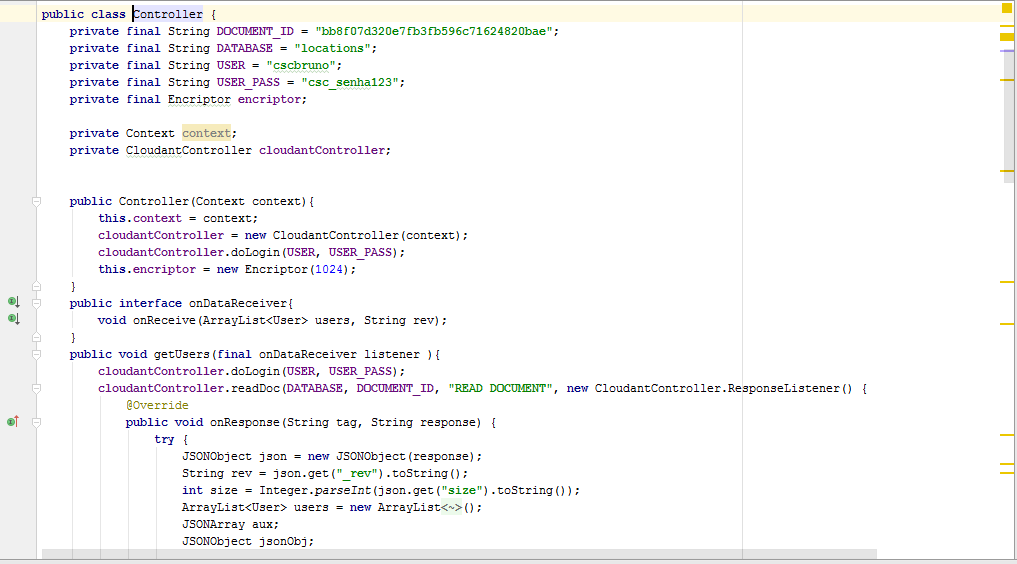 public class Controller {
private final String DOCUMENT_ID = "bb8f07d320e7fb3fb596c71624820bae";
private final String DATABASE = "locations";
private final String USER = "cscbruno";
private final String USER_PASS = "csc_senha123";
private final Encriptor encriptor;
private Context context;
private CloudantController cloudantController;
public Controller(Context context){
this.context = context;
cloudantController = new CloudantController(context);
cloudantController.doLogin(USER, USER_PASS);
this.encriptor = new Encriptor(1024);
}
public interface onDataReceiver{
void onReceive(ArrayList<User> users, String rev);
}
public void getUsers(final onDataReceiver listener ){
cloudantController.doLogin(USER, USER_PASS);
cloudantController.readDoc(DATABASE, DOCUMENT_ID, "READ DOCUMENT", new CloudantController.ResponseListener() {
@Override
public void onResponse(String tag, String response) {
try {
JSONObject json = new JSONObject(response);
String rev = json.get("_rev").toString();
int size = Integer.parseInt(json.get("size").toString());
ArrayList<User> users = new ArrayList<~>();
JSONArray aux;
JSONObject jsonObj;